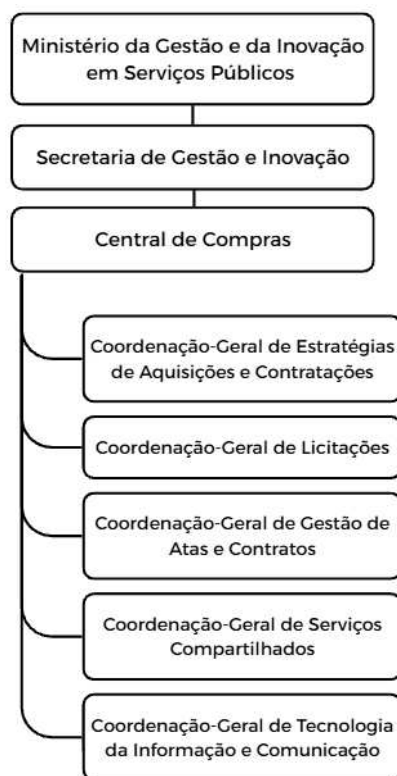 Ministério da Gestão e da Inovação
em Serviços Públicos
Secretaria de Gestão e Inovação
Central de Compras
Coordenação-Geral de Estratégias
de Aquisições e Contratações
Coordenação-Geral de Licitações
Coordenação-Geral de Gestão de
Atas e Contratos
Coordenação-Geral de Serviços
Compartilhados
Coordenação-Geral de Tecnologia
da Informação e Comunicação